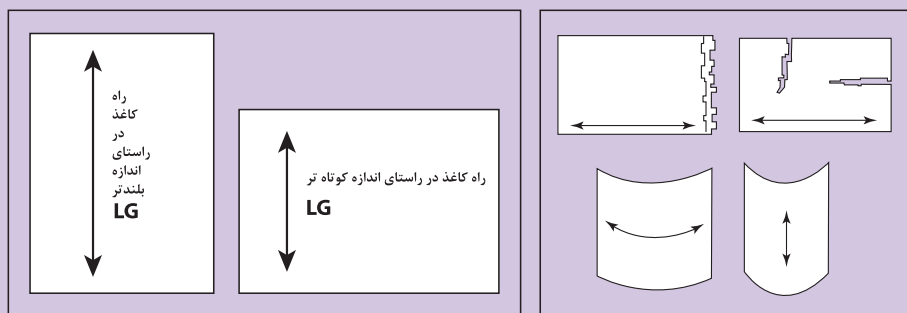 راه
کاغذ
در
راستای
اندازه
بلندتر
LG
راه کاغذ در راستای اندازه کوتاه تر
LG